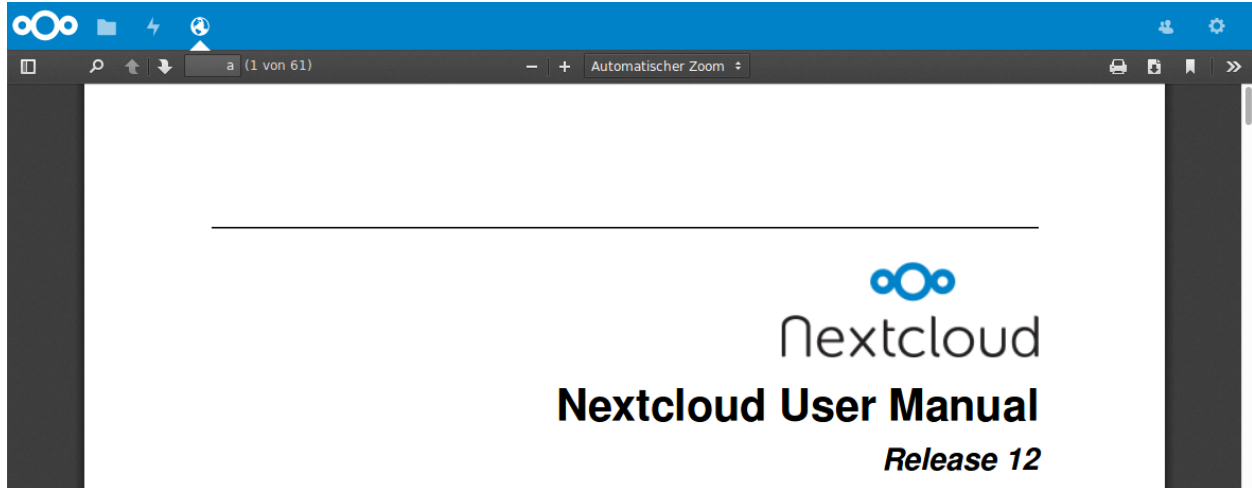 a (1 von 61)
Automatischer Zoom
Nextcloud
Nextcloud User Manual
Release 12